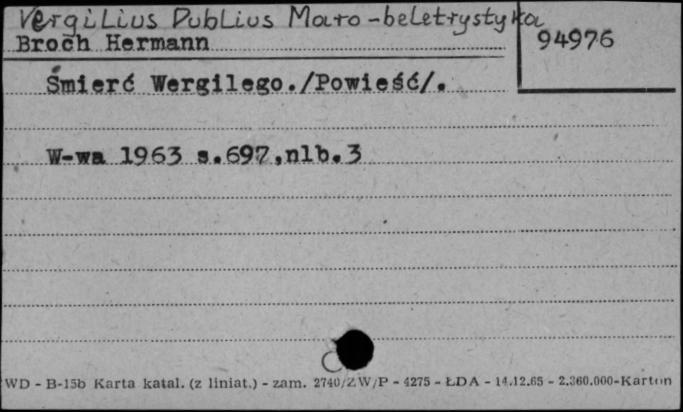 Vergilius Publius Maro - beletrystyka
Broch Hermann
94976
Śmierć Wergilego./Powieść/.
W-wa 1963 s.697,nlb.3
WD - B-15b Karta katal. (z liniat.) - zam. 2740/ZW/P - 4275 - ŁDA - 14.12.65 - 2.360.000-Karton